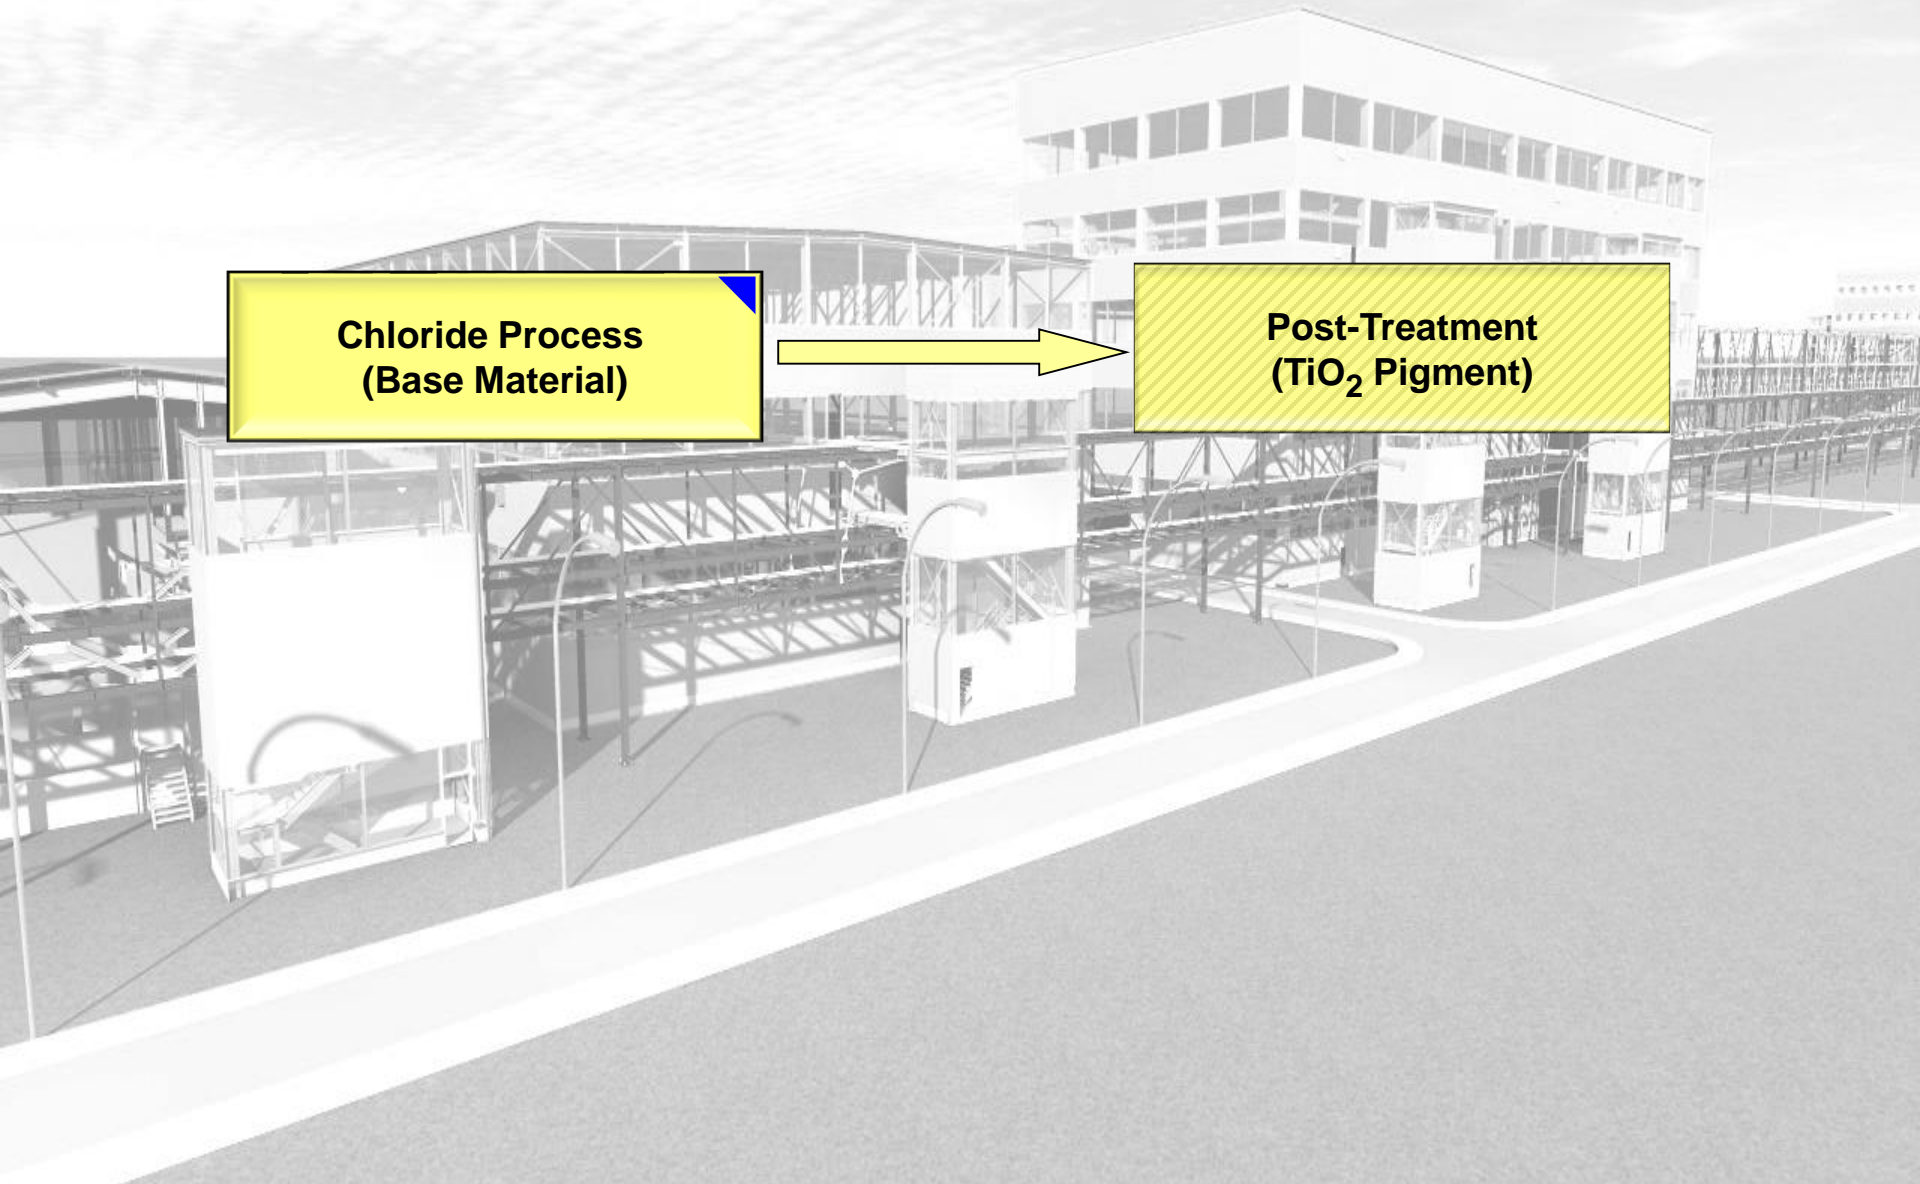 Chloride Process
(Base Material)
Post-Treatment
(TiO₂ Pigment)